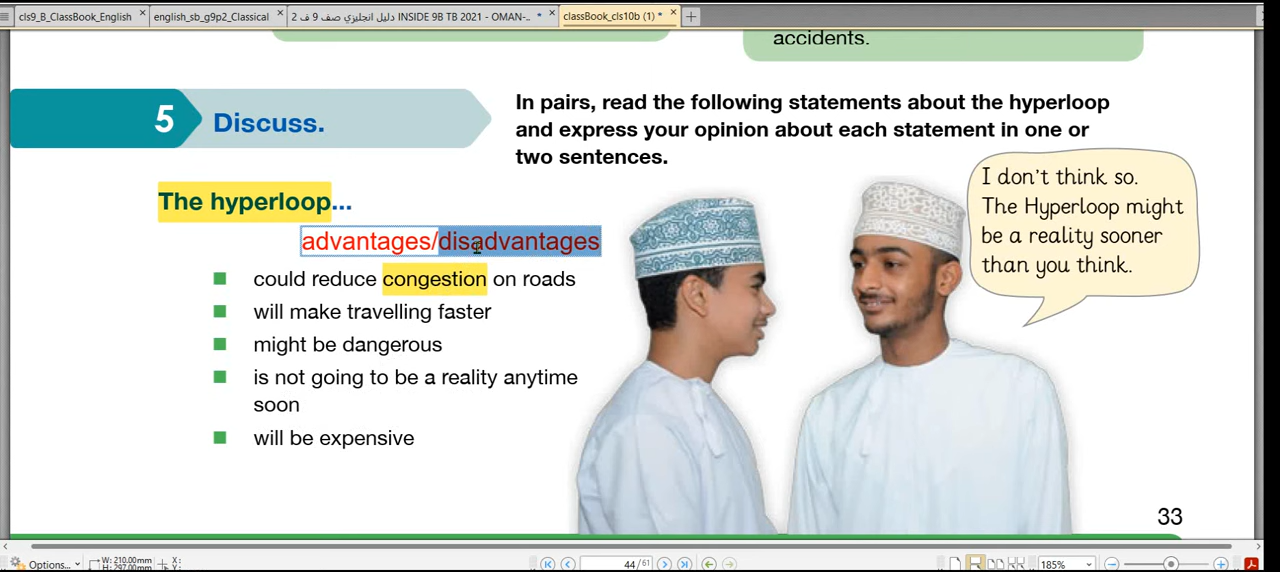 cls9_B_ClassBook_English
english_sb_g9p2_Classical
دليل انجليزي صف 9 ف 2 INSIDE 9B TB 2021 - OMAN-.. *
classBook_cls10b (1) *
accidents.
5 Discuss.
In pairs, read the following statements about the hyperloop
and express your opinion about each statement in one or
two sentences.
The hyperloop...
advantages/disadvantages
could reduce congestion on roads
will make travelling faster
might be dangerous
is not going to be a reality anytime
soon
will be expensive
I don't think so.
The Hyperloop might
be a reality sooner
than you think.
33
Options...
W: 210.00mm
H: 297.00mm
X:
Y:
44 /61
185%